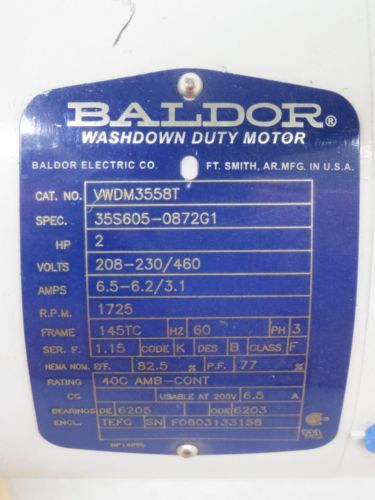 BALDOR®
WASHDOWN DUTY MOTOR
BALDOR ELECTRIC CO. FT. SMITH, AR. MFG. IN U.S.A.
CAT. NO. VWDM3558T
SPEC. 35S605-0872G1
HP 2
VOLTS 208-230/460
AMPS 6.5-6.2/3.1
R.P.M. 1725
FRAME 145TC HZ 60 PH 3
SER. F. 1.15 CODE K DES B CLASS F
NEMA NOM. EFF. 82.5 % P.F. 77 %
RATING 40C AMB-CONT
CC USABLE AT 208V 6.5 A
BEARINGS DE 6205 ODE 6203
ENCL. TEFC SN F0803133158